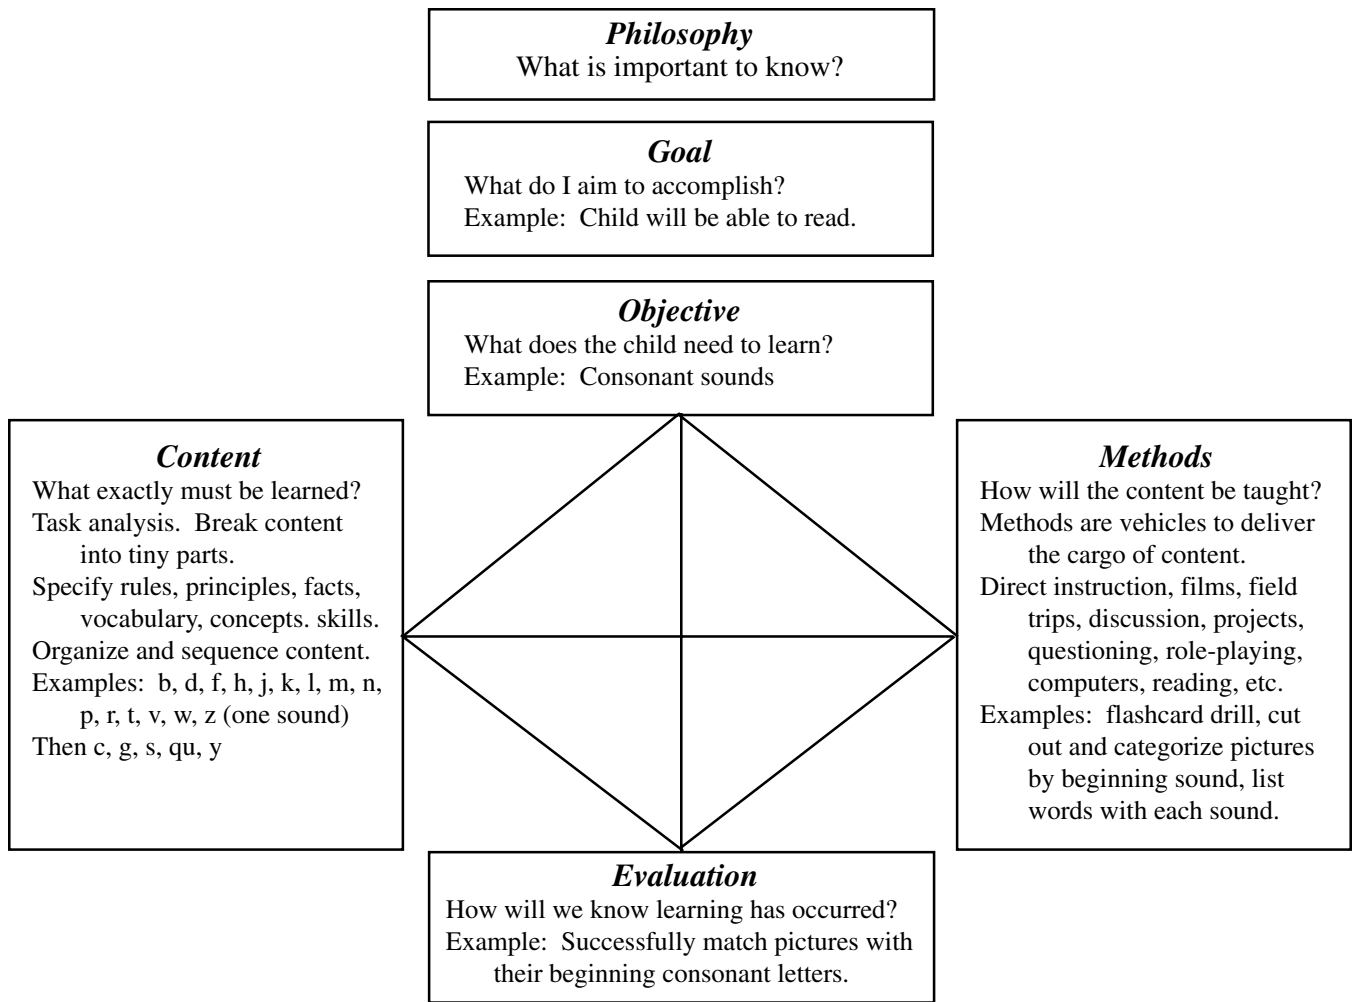 Philosophy
What is important to know?
Goal
What do I aim to accomplish?
Example:  Child will be able to read.
Objective
What does the child need to learn?
Example:  Consonant sounds
Content
What exactly must be learned?
Task analysis.  Break content
into tiny parts.
Specify rules, principles, facts,
vocabulary, concepts. skills.
Organize and sequence content.
Examples:  b, d, f, h, j, k, l, m, n,
p, r, t, v, w, z (one sound)
Then c, g, s, qu, y
Methods
How will the content be taught?
Methods are vehicles to deliver
the cargo of content.
Direct instruction, films, field
trips, discussion, projects,
questioning, role-playing,
computers, reading, etc.
Examples:  flashcard drill, cut
out and categorize pictures
by beginning sound, list
words with each sound.
Evaluation
How will we know learning has occurred?
Example:  Successfully match pictures with
their beginning consonant letters.